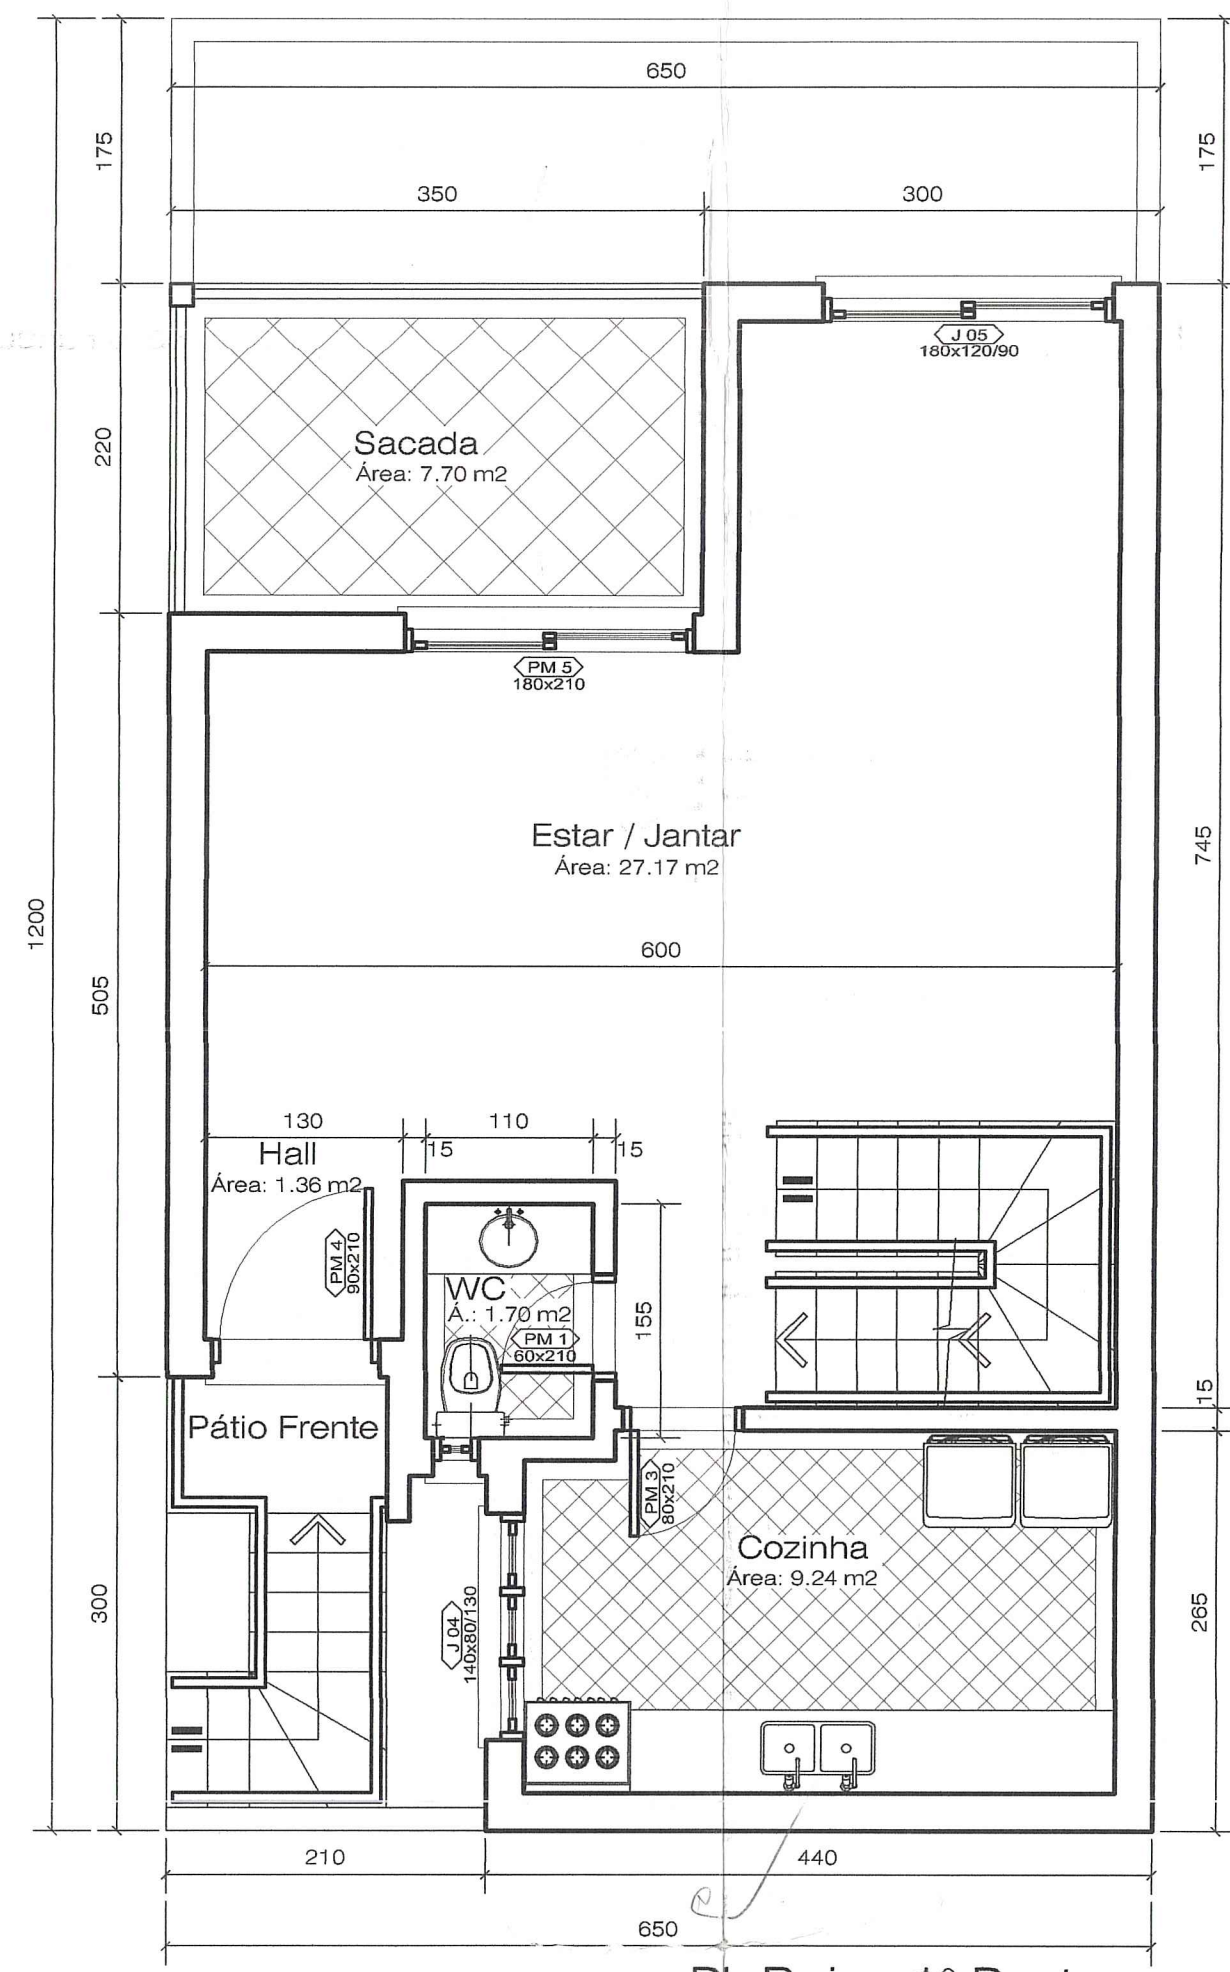 650
175
175
350
300
J 05
180x120/90
220
Sacada
Área: 7.70 m2
PM 5
180x210
Estar / Jantar
Área: 27.17 m2
745
1200
600
505
130
110
15
15
Hall
Área: 1.36 m2
PM 4
90x210
WC
Á.: 1.70 m2
PM 1
60x210
155
15
Pátio Frente
PM 3
80x210
Cozinha
Área: 9.24 m2
J 04
140x80/130
300
265
210
440
650